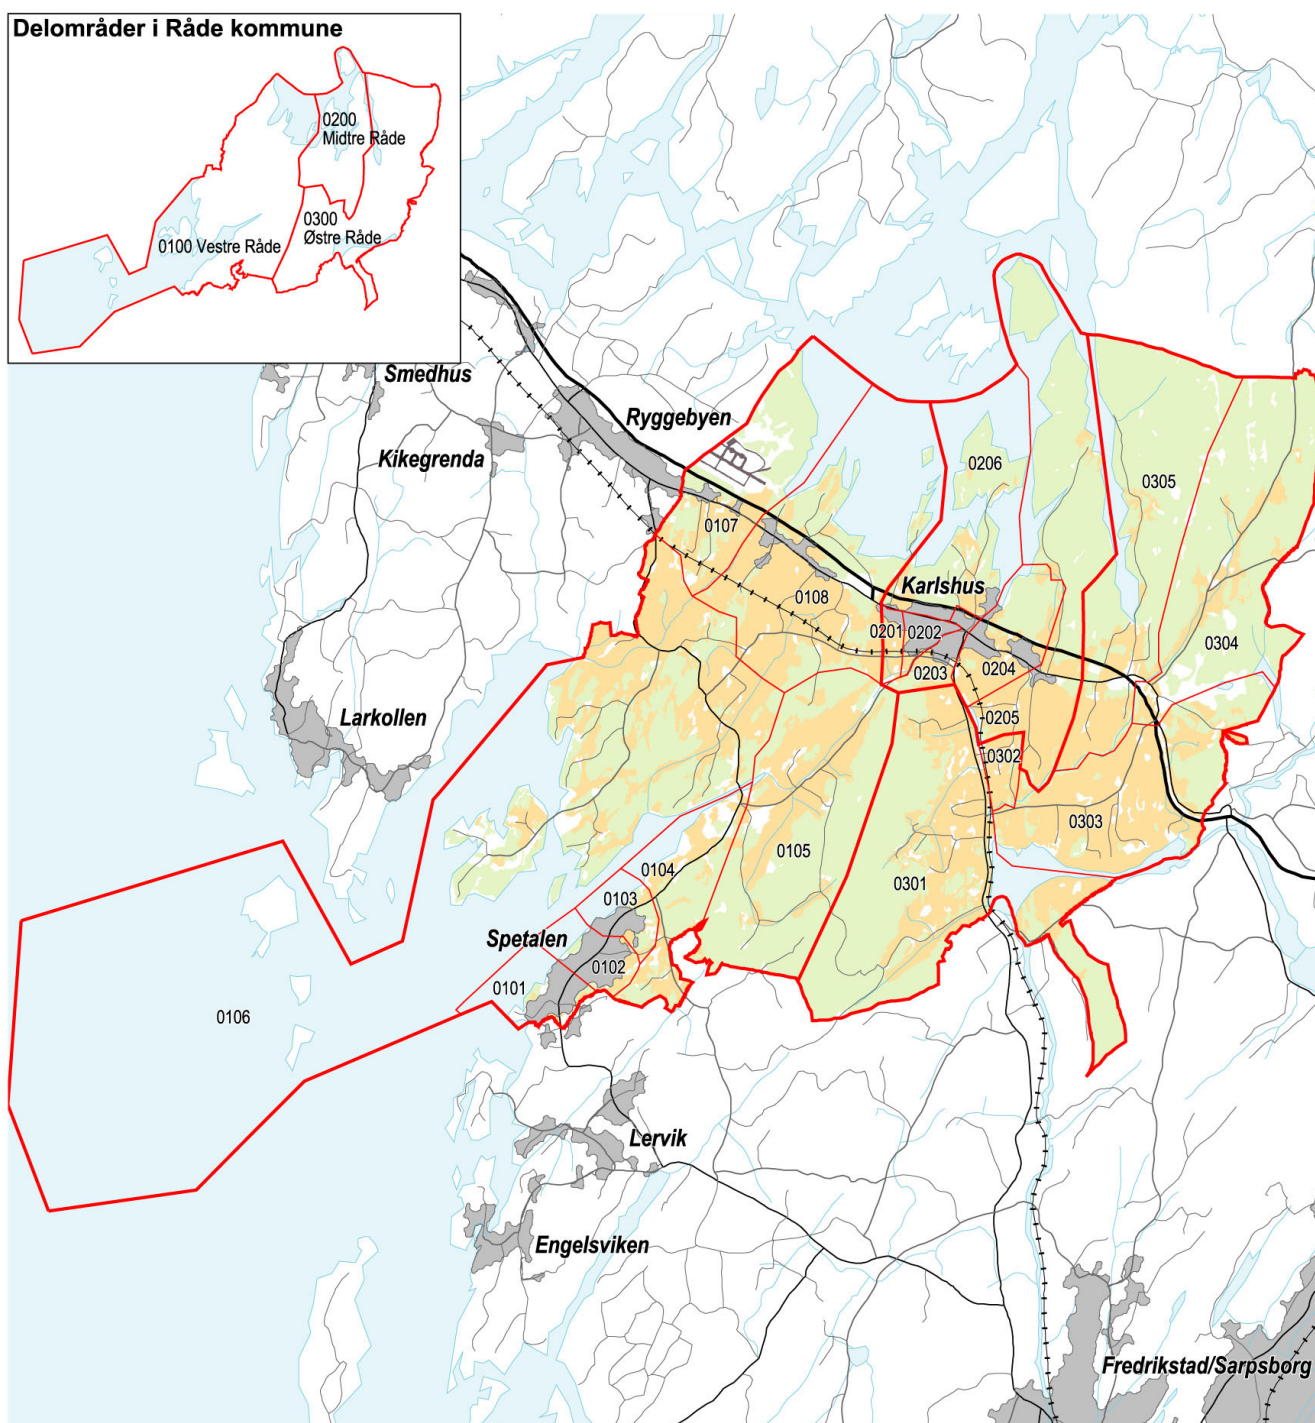 Delområder i Råde kommune
0200
Midtre Råde
0300
Østre Råde
0100 Vestre Råde
Smedhus
Ryggebyen
Kikegrenda
0206
0305
0107
Karlshus
0108
0201
0202
0304
0203
0204
Larkollen
0205
0302
0303
0105
0104
0301
0103
Spetalen
0102
0101
0106
Lervik
Engelsviken
Fredrikstad/Sarpsborg